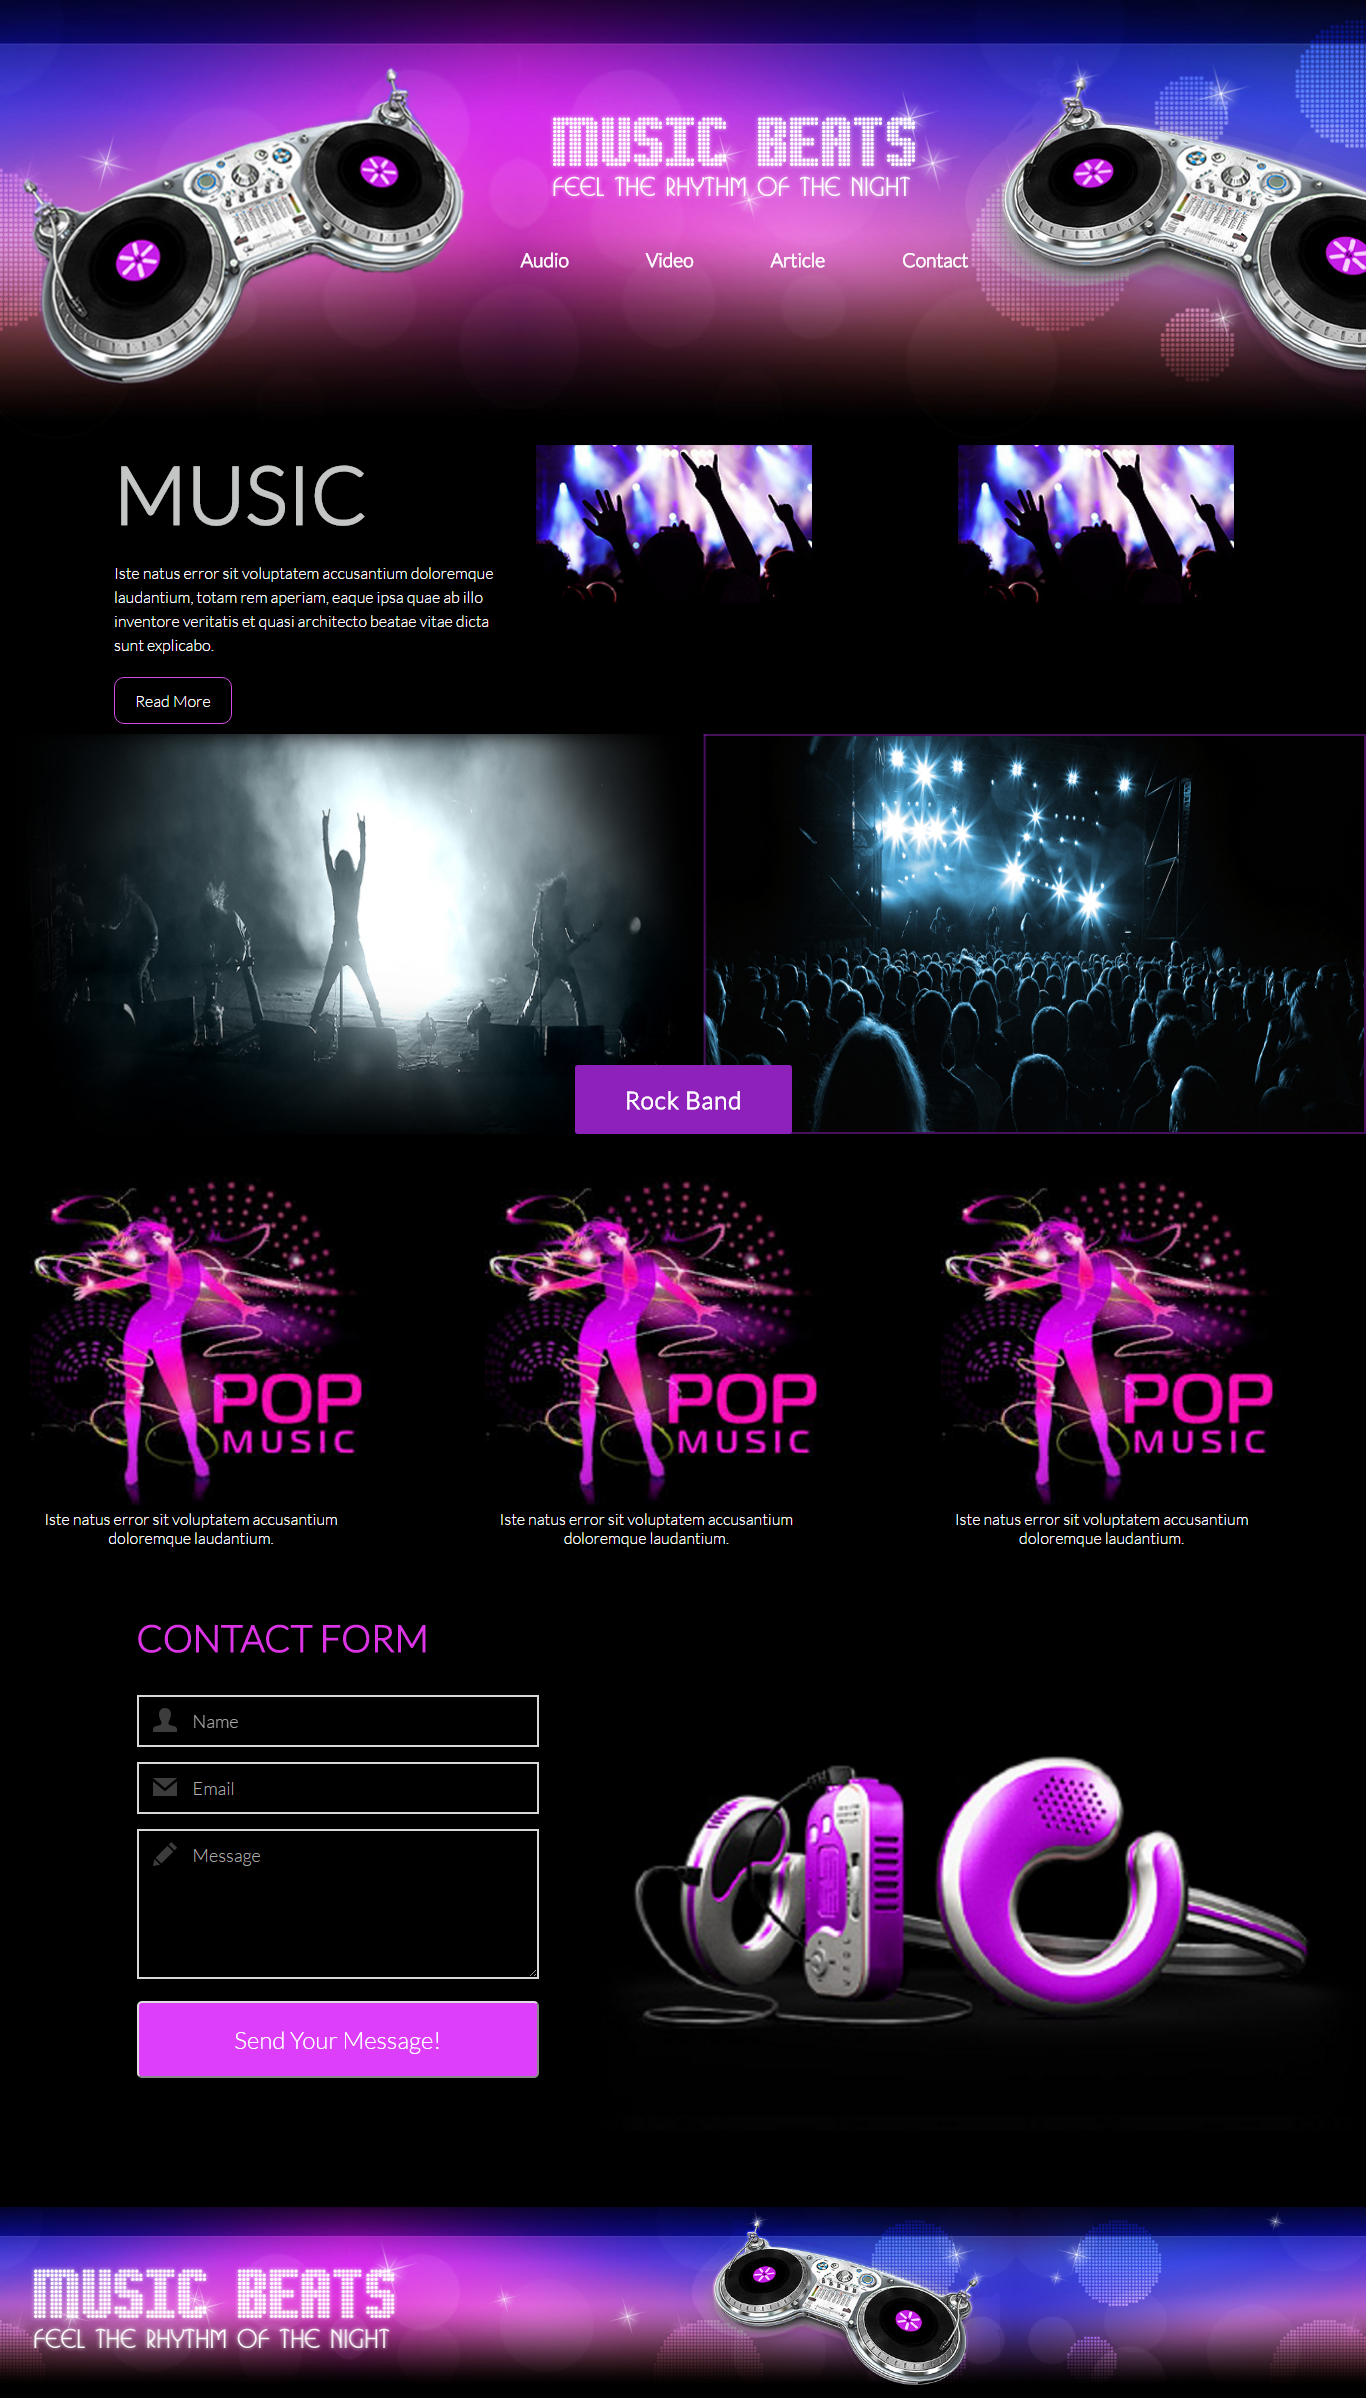 MUSIC BEATS
FEEL THE RHYTHM OF THE NIGHT
Audio Video Article Contact
MUSIC
Iste natus error sit voluptatem accusantium doloremque
laudantium, totam rem aperiam, eaque ipsa quae ab illo
inventore veritatis et quasi architecto beatae vitae dicta
sunt explicabo.
Read More
Rock Band
POP
MUSIC
Iste natus error sit voluptatem accusantium
doloremque laudantium.
POP
MUSIC
Iste natus error sit voluptatem accusantium
doloremque laudantium.
POP
MUSIC
Iste natus error sit voluptatem accusantium
doloremque laudantium.
CONTACT FORM
Name
Email
Message
Send Your Message!
MUSIC BEATS
FEEL THE RHYTHM OF THE NIGHT